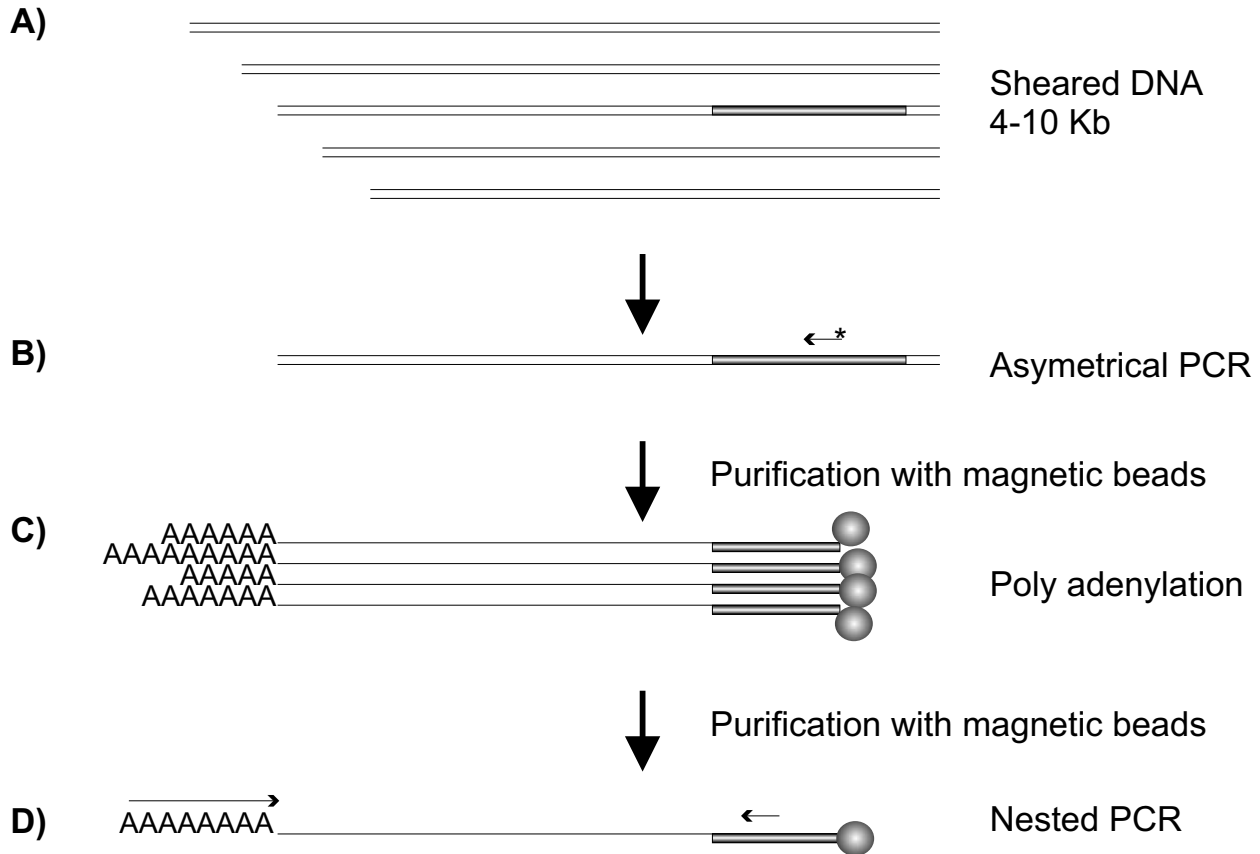 A)
Sheared DNA
4-10 Kb
B)
*
Asymetrical PCR
Purification with magnetic beads
C)
AAAAAA
AAAAAAAAA
AAAAA
AAAAAAA
Poly adenylation
Purification with magnetic beads
D)
AAAAAAAA
Nested PCR